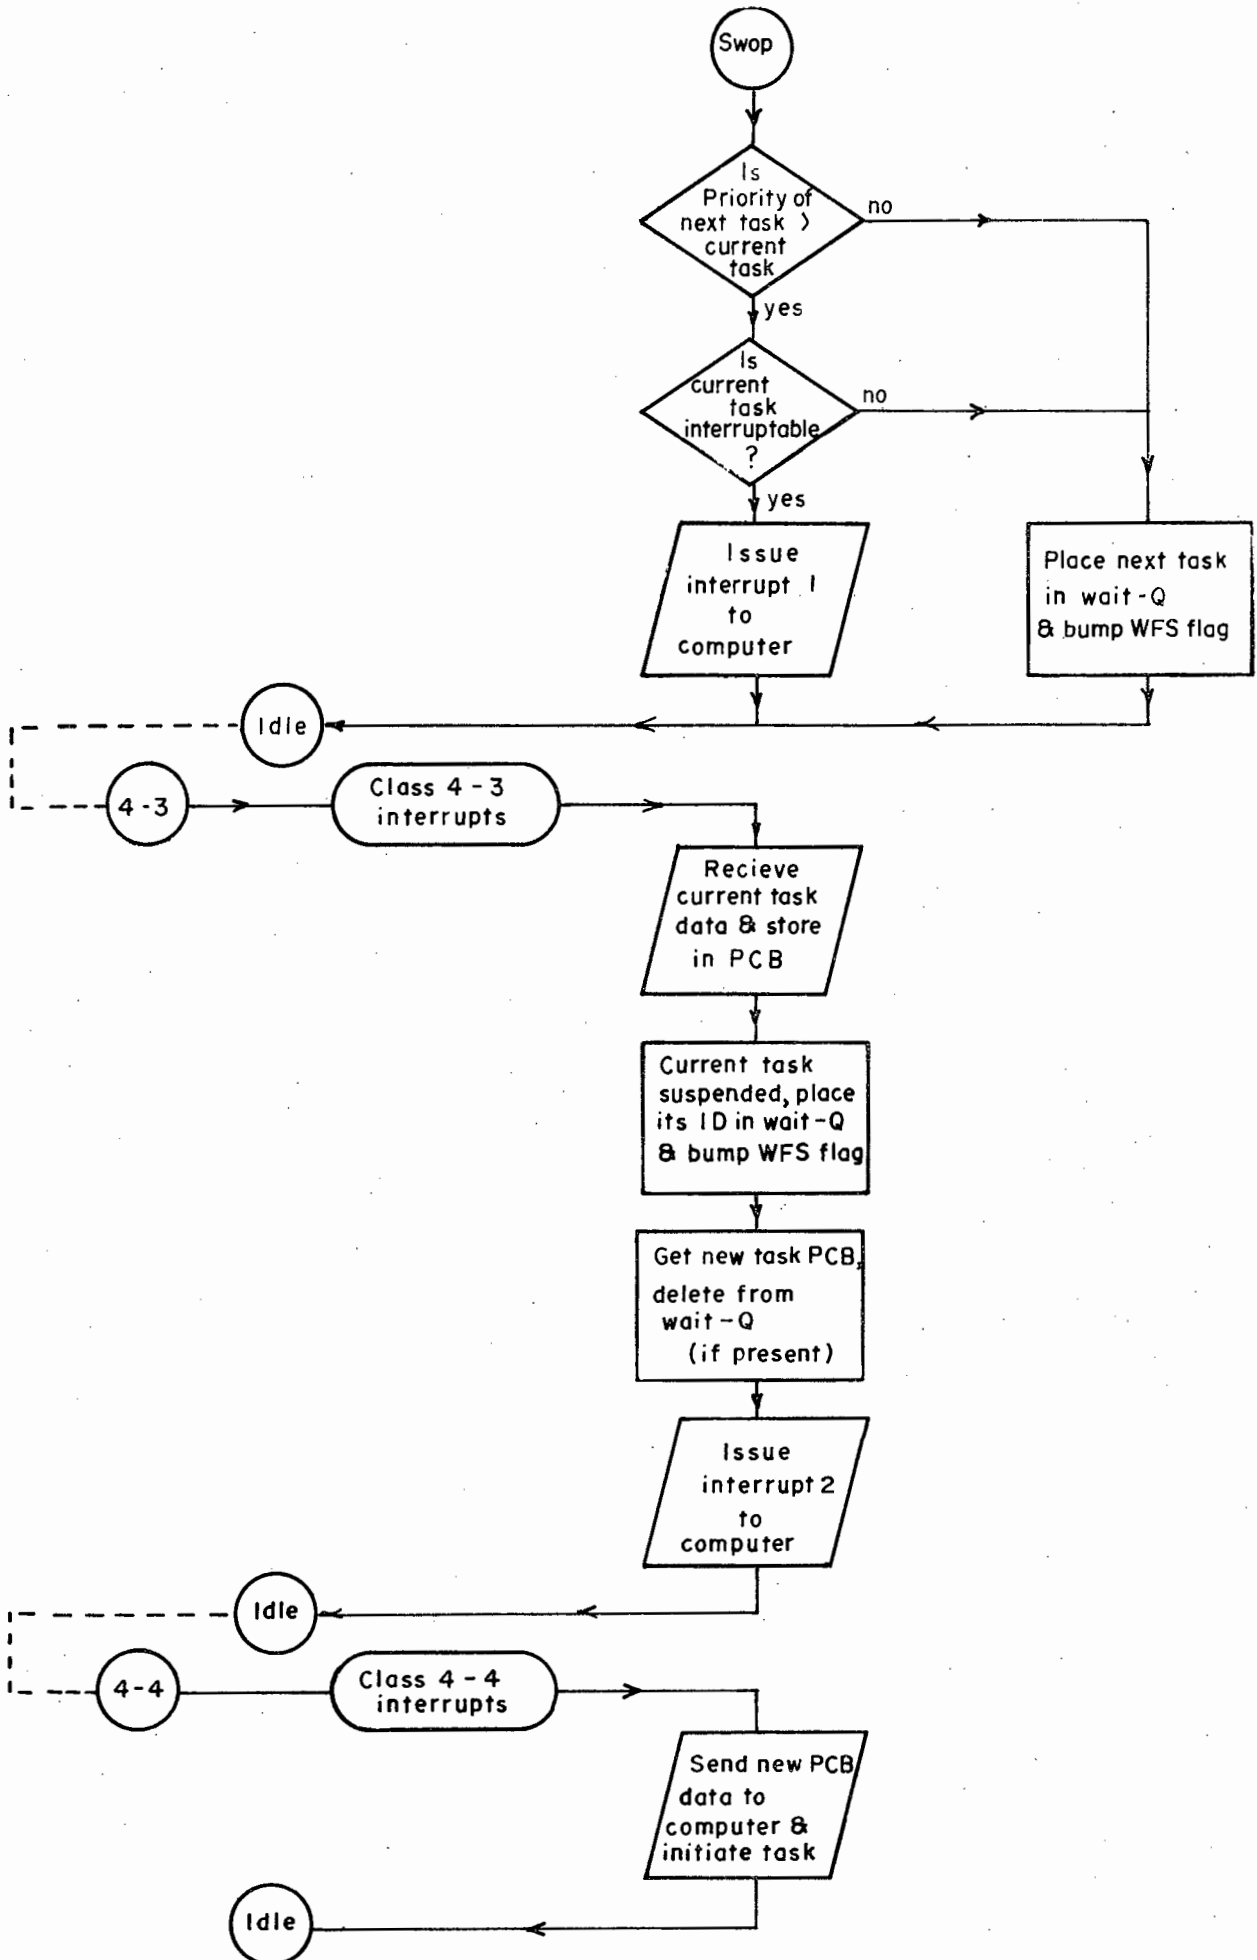 Swop
Is
Priority of
next task >
current
task
no
yes
Is
current
task
interruptable
?
no
yes
Issue
interrupt 1
to
computer
Place next task
in wait-Q
& bump WFS flag
Idle
4-3
Class 4-3
interrupts
Recieve
current task
data & store
in PCB
Current task
suspended, place
its ID in wait-Q
& bump WFS flag
Get new task PCB,
delete from
wait-Q
(if present)
Issue
interrupt 2
to
computer
Idle
4-4
Class 4-4
interrupts
Send new PCB
data to
computer &
initiate task
Idle